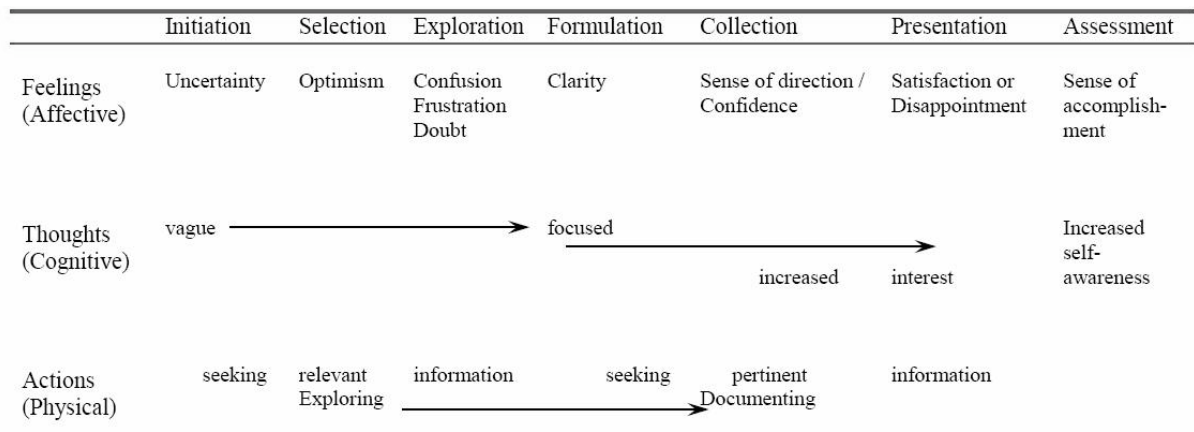 Initiation Selection Exploration Formulation Collection Presentation Assessment
Feelings (Affective)
Uncertainty
Optimism
Confusion
Frustration
Doubt
Clarity
Sense of direction /
Confidence
Satisfaction or
Disappointment
Sense of
accomplish-
ment
Thoughts
(Cognitive)
vague
focused
increased interest
Increased
self-
awareness
Actions
(Physical)
seeking relevant information seeking pertinent information
Exploring
Documenting